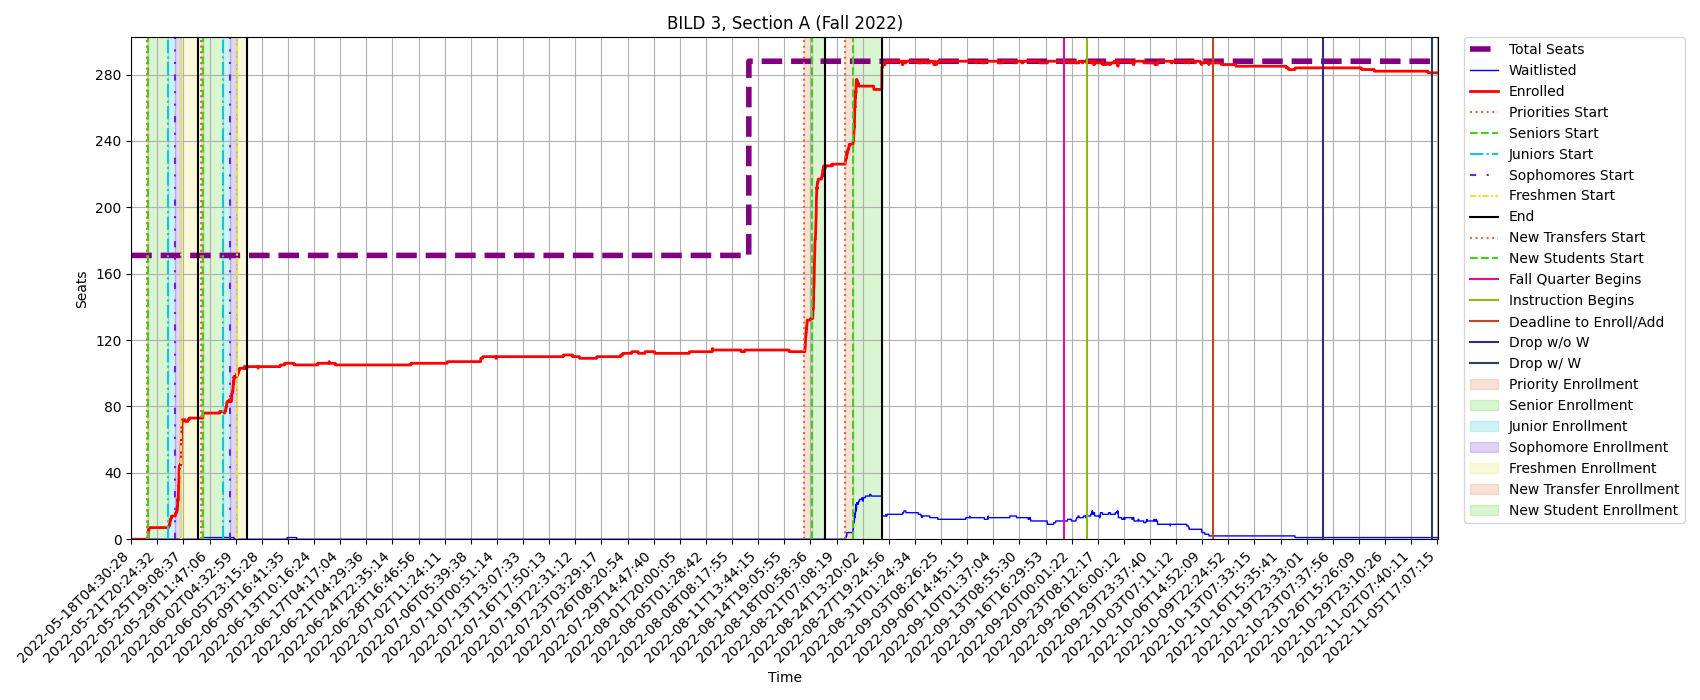 BILD 3, Section A (Fall 2022)
Seats
280
240
200
160
120
80
40
0
2022-05-18T04:30:28
2022-05-21T20:24:32
2022-05-25T19:08:37
2022-05-29T11:47:06
2022-06-02T04:32:59
2022-06-05T23:15:28
2022-06-09T16:41:35
2022-06-13T10:16:24
2022-06-17T04:17:04
2022-06-21T04:29:36
2022-06-24T22:35:14
2022-06-28T16:46:56
2022-07-02T11:24:11
2022-07-06T05:39:38
2022-07-10T00:51:14
2022-07-13T13:07:33
2022-07-16T17:50:13
2022-07-19T22:31:12
2022-07-23T03:29:17
2022-07-26T08:20:54
2022-07-29T14:47:40
2022-08-01T20:00:05
2022-08-05T01:28:42
2022-08-08T08:17:55
2022-08-11T13:44:15
2022-08-14T19:05:55
2022-08-18T00:58:36
2022-08-21T07:08:19
2022-08-24T13:20:02
2022-08-27T19:24:56
2022-08-31T01:24:34
2022-09-03T08:26:25
2022-09-06T14:45:15
2022-09-10T01:37:04
2022-09-13T08:55:30
2022-09-16T16:29:53
2022-09-20T00:01:22
2022-09-23T08:12:17
2022-09-26T16:00:12
2022-09-29T23:37:40
2022-10-03T07:11:12
2022-10-06T14:52:09
2022-10-09T22:24:52
2022-10-13T07:33:15
2022-10-16T15:35:41
2022-10-19T23:33:01
2022-10-23T07:37:56
2022-10-26T15:26:09
2022-10-29T23:10:26
2022-11-02T07:40:11
2022-11-05T17:07:15
Time
Total Seats
Waitlisted
Enrolled
Priorities Start
Seniors Start
Juniors Start
Sophomores Start
Freshmen Start
End
New Transfers Start
New Students Start
Fall Quarter Begins
Instruction Begins
Deadline to Enroll/Add
Drop w/o W
Drop w/ W
Priority Enrollment
Senior Enrollment
Junior Enrollment
Sophomore Enrollment
Freshmen Enrollment
New Transfer Enrollment
New Student Enrollment